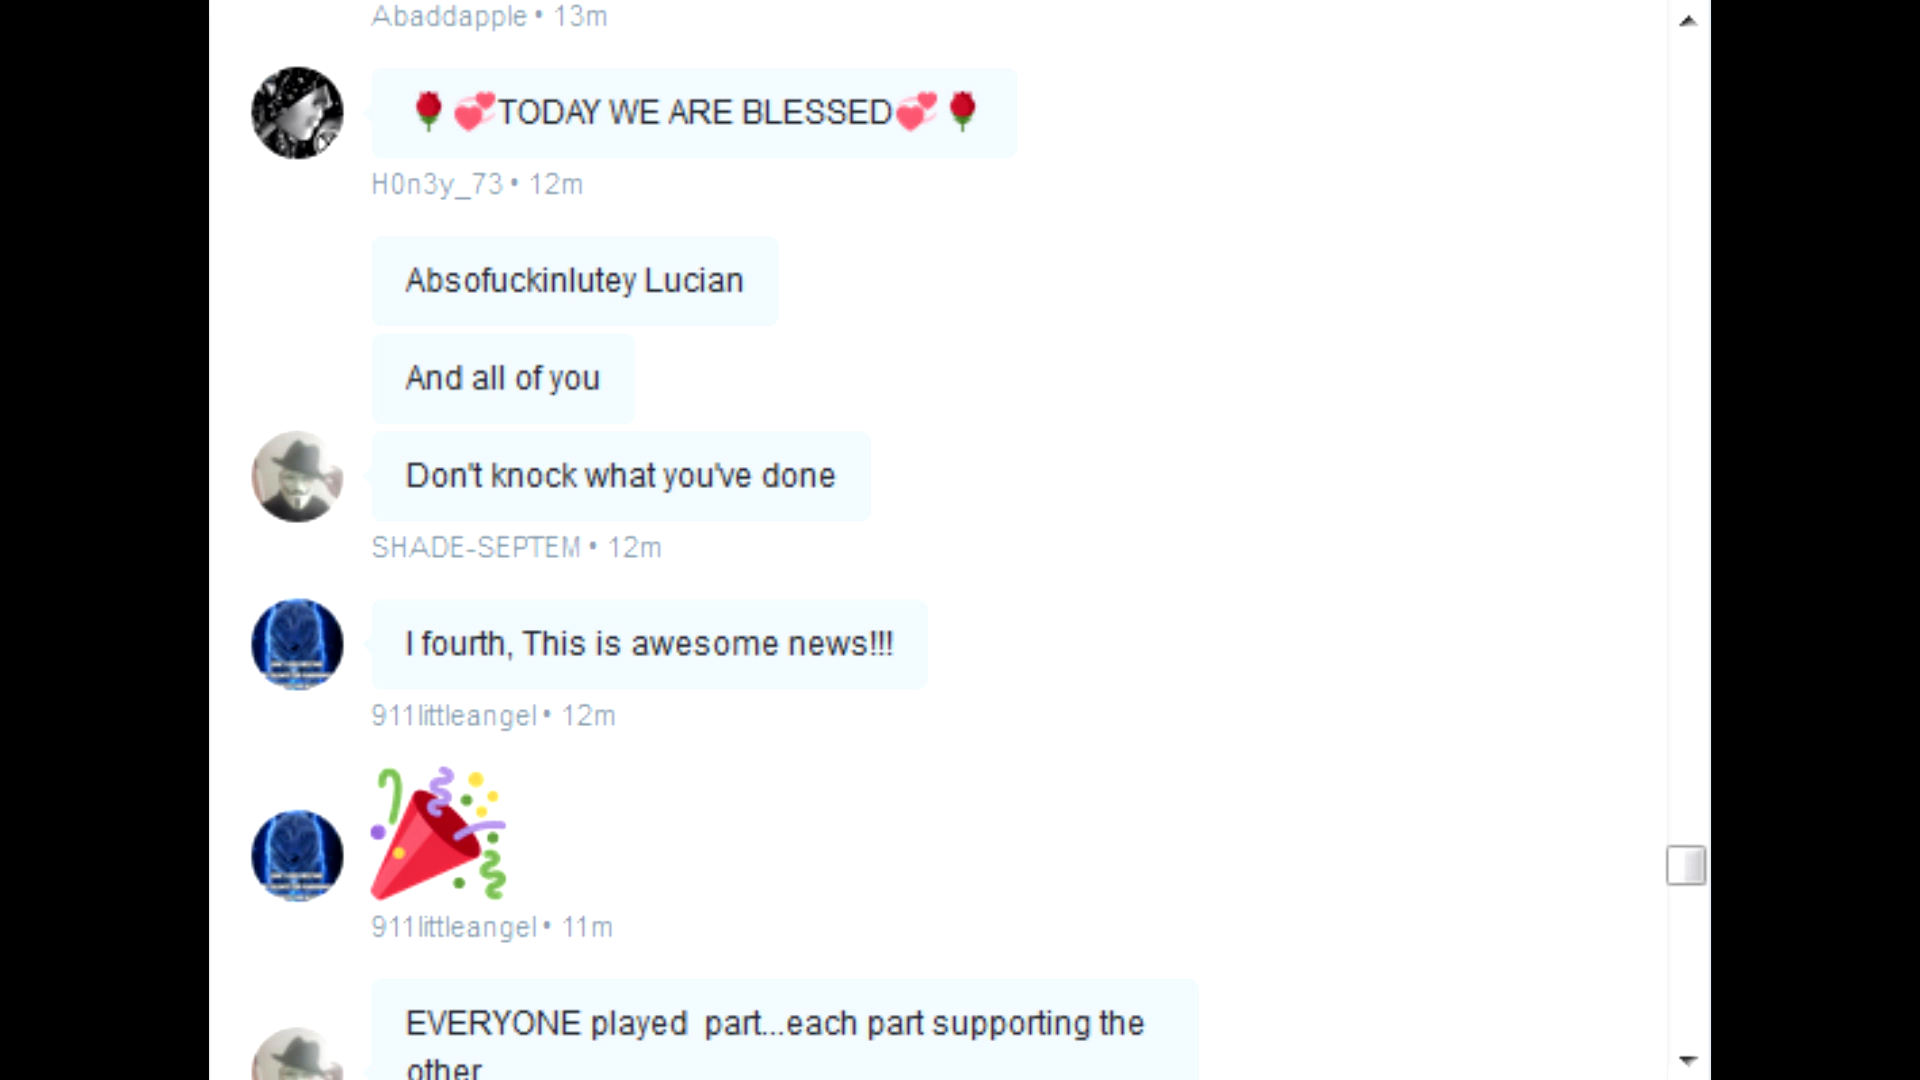 Abaddapple • 13m
🌹💞TODAY WE ARE BLESSED💞🌹
H0n3y_73 • 12m
Absofuckinlutey Lucian
And all of you
Don't knock what you've done
SHADE-SEPTEM • 12m
I fourth, This is awesome news!!!
911littleangel • 12m
🎉
911littleangel • 11m
EVERYONE played  part...each part supporting the
other